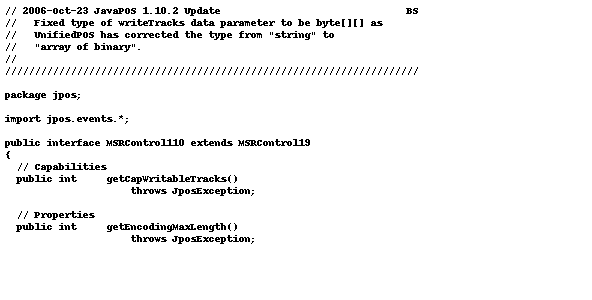 // 2006-Oct-23 JavaPOS 1.10.2 Update                               BS
//   Fixed type of writeTracks data parameter to be byte[][] as
//   UnifiedPOS has corrected the type from "string" to
//   "array of binary".
//
/////////////////////////////////////////////////////////////////////
package jpos;
import jpos.events.*;
public interface MSRControl110 extends MSRControl19
{
  // Capabilities
  public int     getCapWritableTracks()
                     throws JposException;
  // Properties
  public int     getEncodingMaxLength()
                     throws JposException;